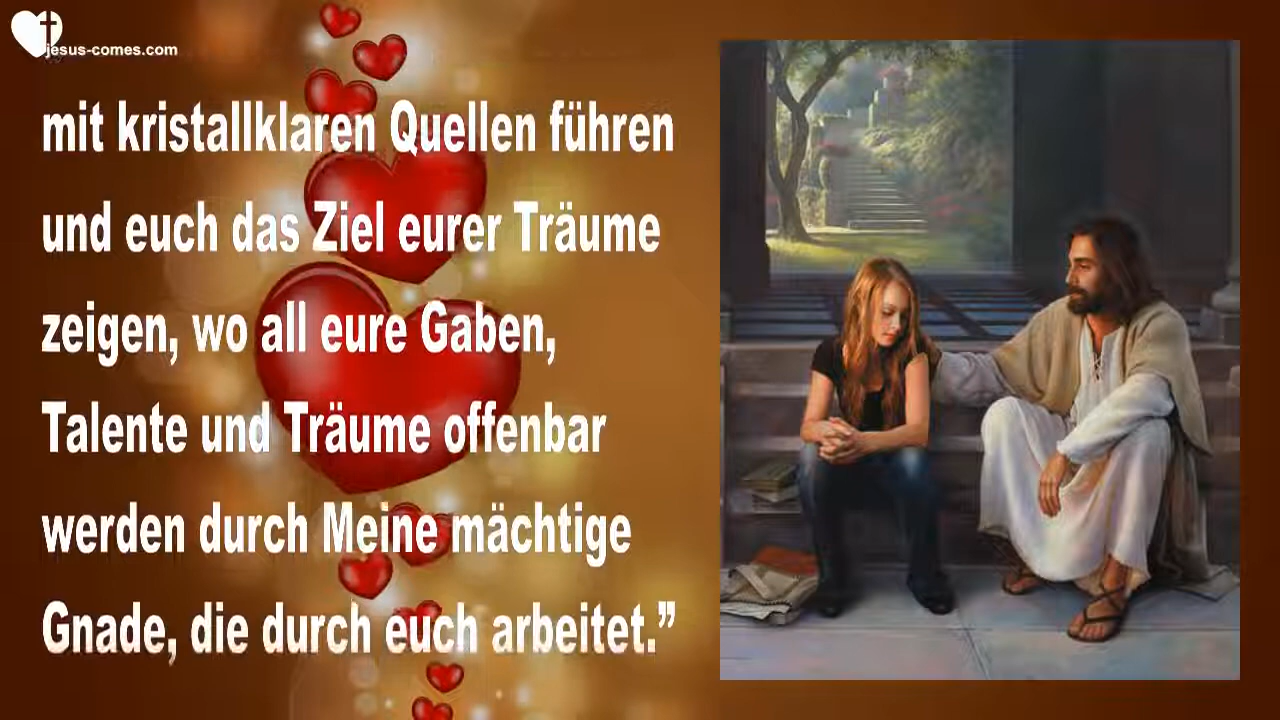 jesus-comes.com
mit kristallklaren Quellen führen
und euch das Ziel eurer Träume
zeigen, wo all eure Gaben,
Talente und Träume offenbar
werden durch Meine mächtige
Gnade, die durch euch arbeitet.”